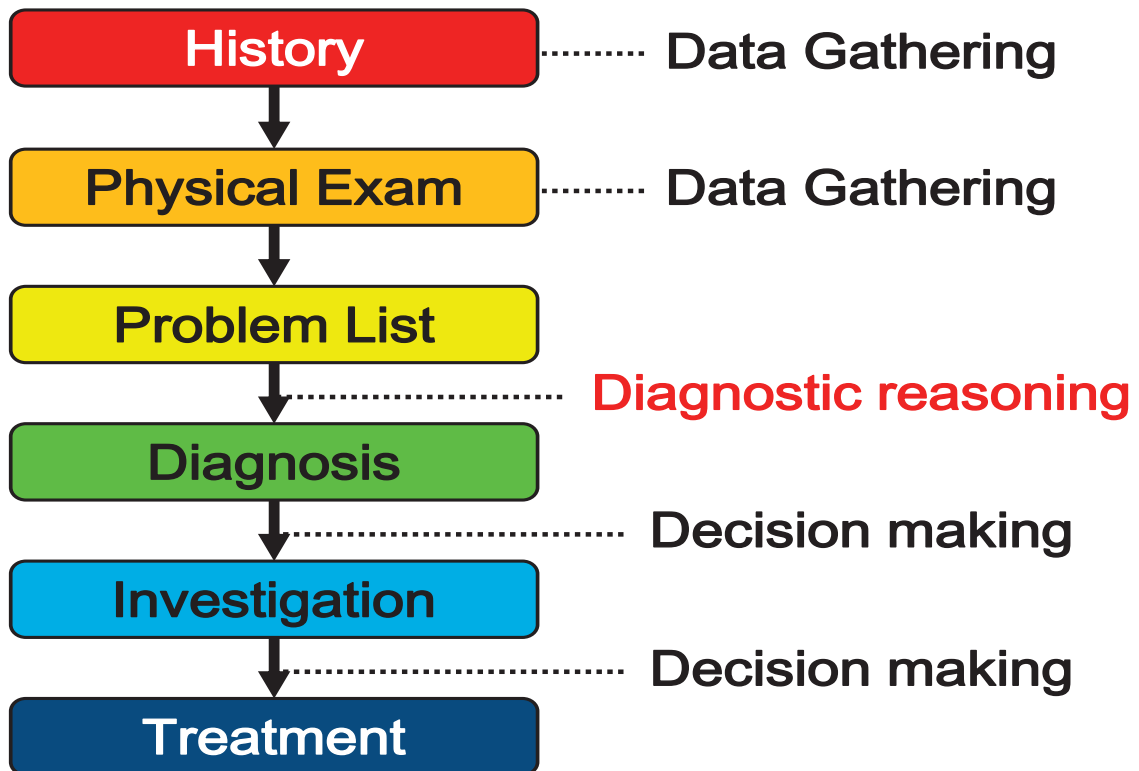 History
Data Gathering
Physical Exam
Data Gathering
Problem List
Diagnostic reasoning
Diagnosis
Decision making
Investigation
Decision making
Treatment